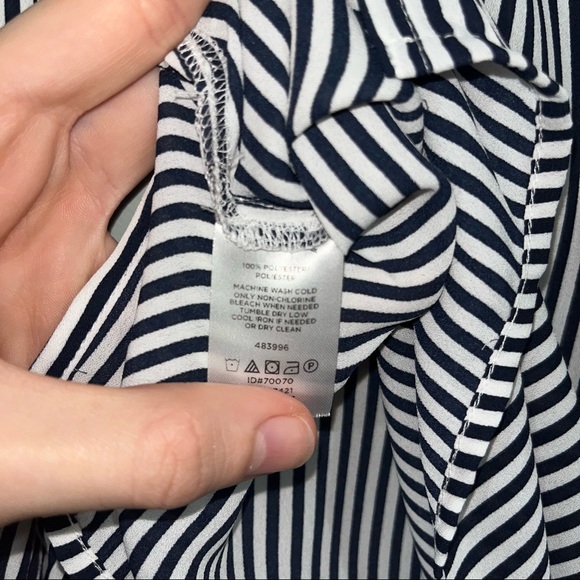 100% POLYESTER
POLIESTER
MACHINE WASH COLD
ONLY NON-CHLORINE
BLEACH WHEN NEEDED
TUMBLE DRY LOW
COOL IRON IF NEEDED
OR DRY CLEAN
483996
ID#70070